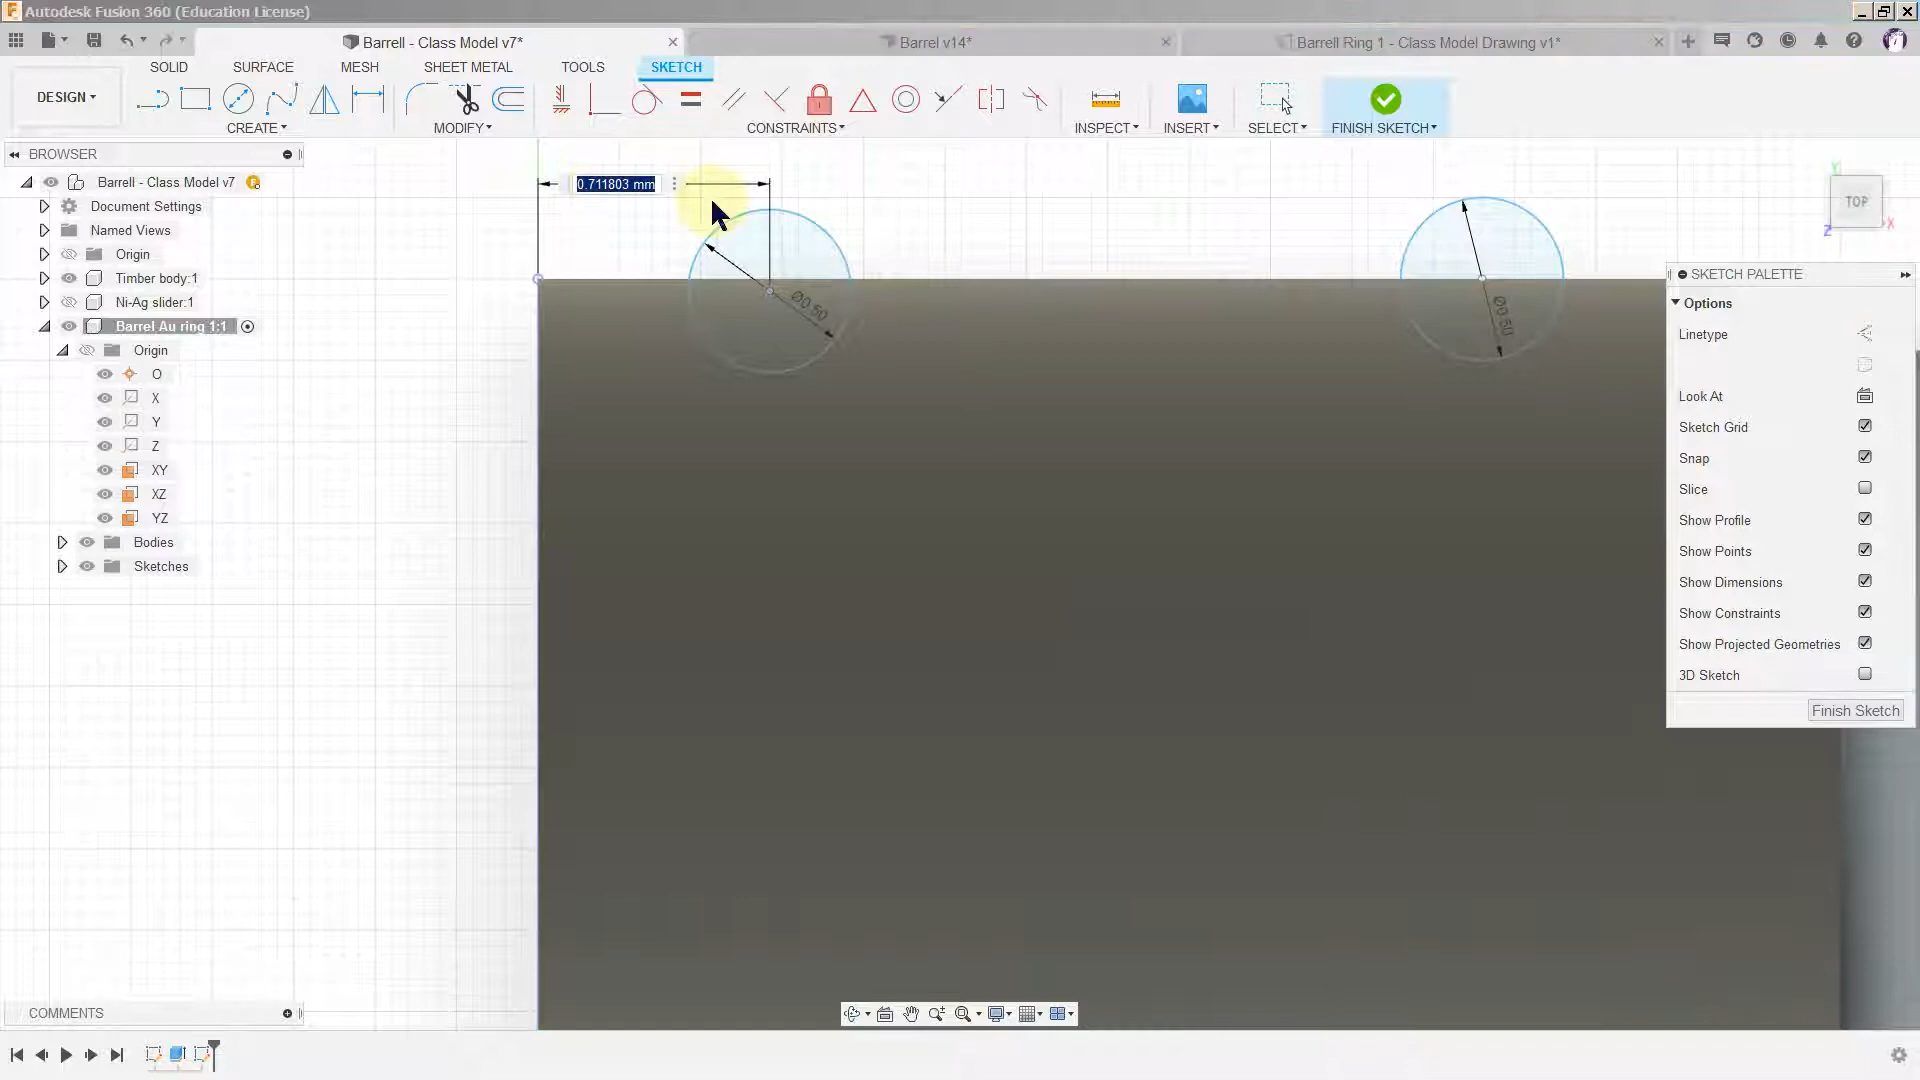 Autodesk Fusion 360 (Education License)
Barrell - Class Model v7*
Barrel v14*
Barrell Ring 1 - Class Model Drawing v1*
DESIGN
SOLID
SURFACE
MESH
SHEET METAL
TOOLS
SKETCH
CREATE
MODIFY
CONSTRAINTS
INSPECT
INSERT
SELECT
FINISH SKETCH
BROWSER
Barrell - Class Model v7
Document Settings
Named Views
Origin
Timber body:1
Ni-Ag slider:1
Barrel Au ring 1:1
Origin
O
X
Y
Z
XY
XZ
YZ
Bodies
Sketches
0.711803 mm
Ø0.50
Ø0.50
TOP
Y
X
Z
SKETCH PALETTE
Options
Linetype
Look At
Sketch Grid
Snap
Slice
Show Profile
Show Points
Show Dimensions
Show Constraints
Show Projected Geometries
3D Sketch
Finish Sketch
COMMENTS